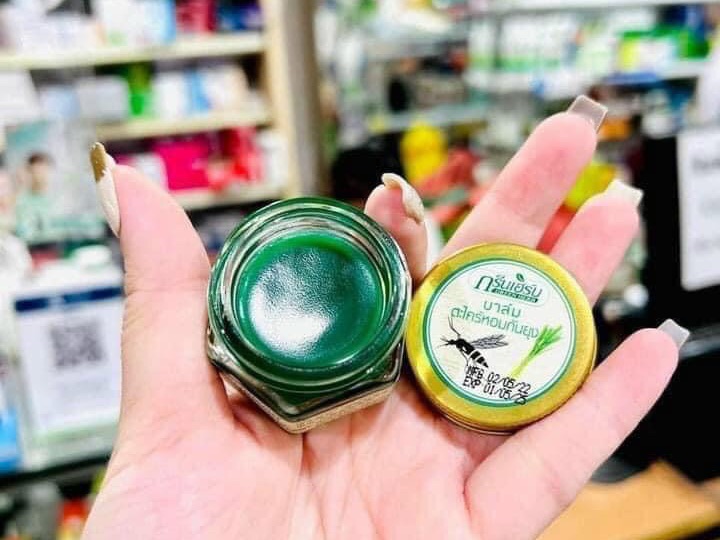 กรีนเฮิร์บ
GREEN HERB
บาล์ม
ตะไคร้หอมกันยุง
MFG 02/05/22
EXP 01/05/25